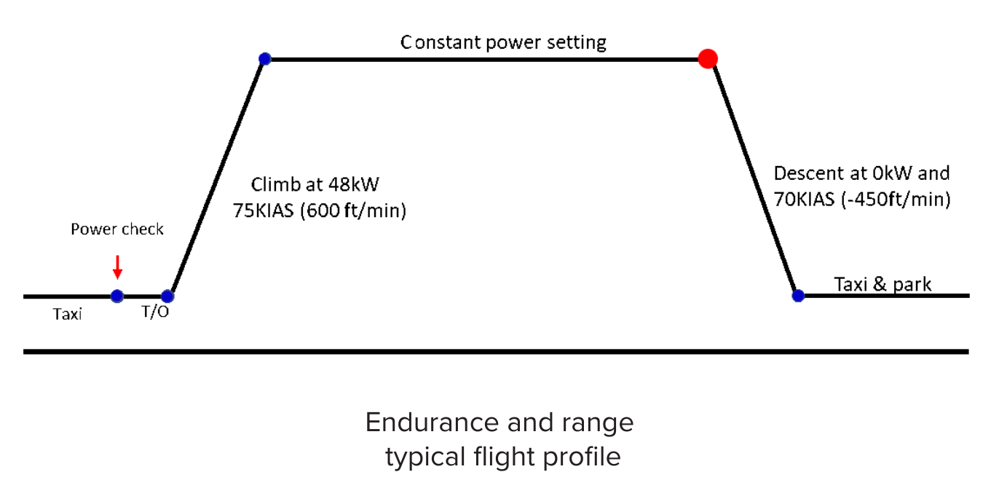 Constant power setting
Climb at 48kW
75KIAS (600 ft/min)
Descent at 0kW and
70KIAS (-450ft/min)
Power check
Taxi
T/O
Taxi & park
Endurance and range
typical flight profile